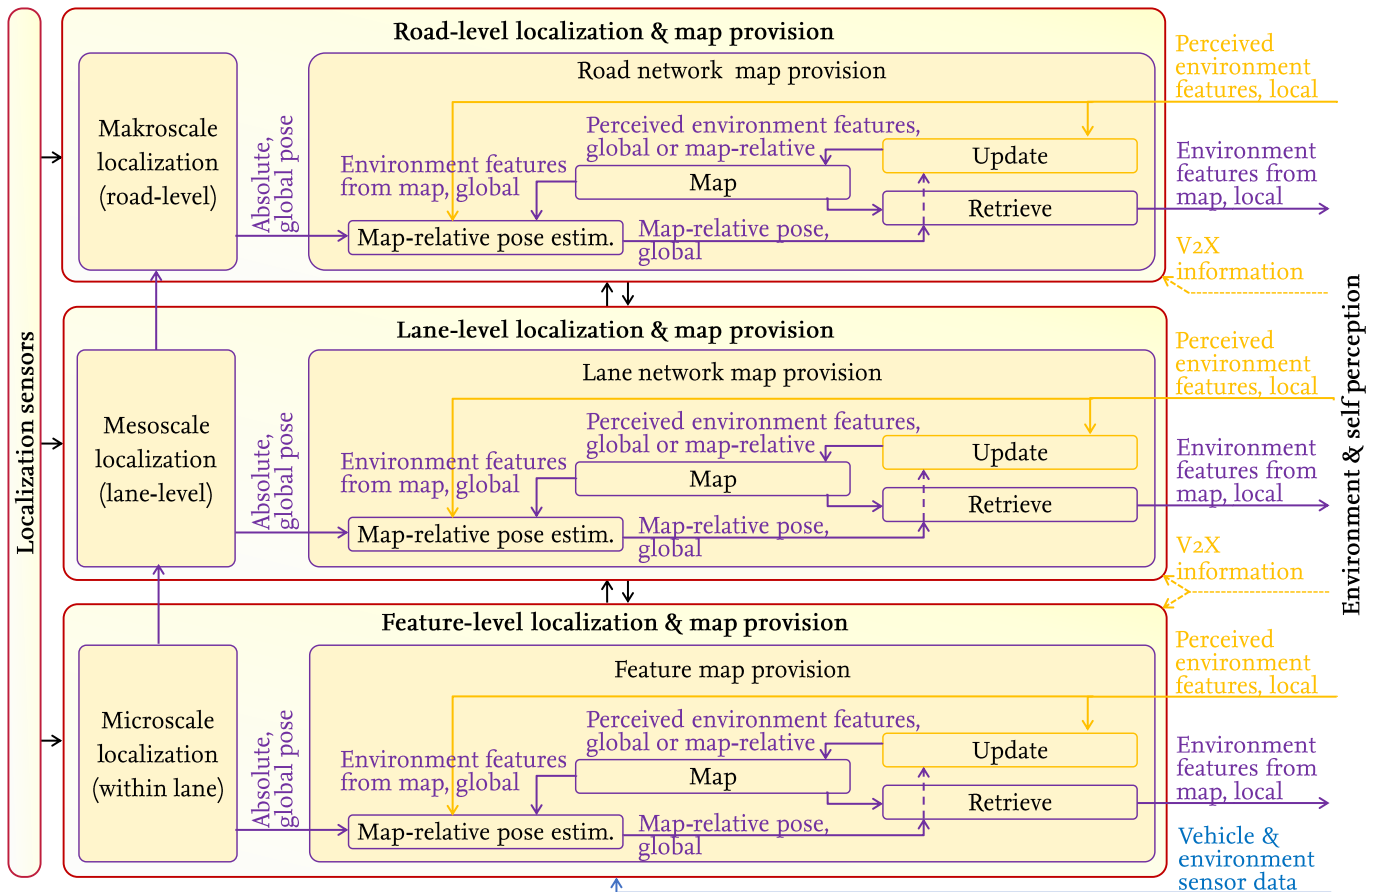 Localization sensors
Road-level localization & map provision
Makroscale
localization
(road-level)
Absolute,
global pose
Road network map provision
Perceived environment features,
global or map-relative
Environment features
from map, global
Map
Update
Retrieve
Map-relative pose estim.
Map-relative pose,
global
Perceived
environment
features, local
Environment
features from
map, local
V2X
information
Lane-level localization & map provision
Mesoscale
localization
(lane-level)
Absolute,
global pose
Lane network map provision
Perceived environment features,
global or map-relative
Environment features
from map, global
Map
Update
Retrieve
Map-relative pose estim.
Map-relative pose,
global
Perceived
environment
features, local
Environment
features from
map, local
V2X
information
Feature-level localization & map provision
Microscale
localization
(within lane)
Absolute,
global pose
Feature map provision
Perceived environment features,
global or map-relative
Environment features
from map, global
Map
Update
Retrieve
Map-relative pose estim.
Map-relative pose,
global
Perceived
environment
features, local
Environment
features from
map, local
Vehicle &
environment
sensor data
Environment & self perception